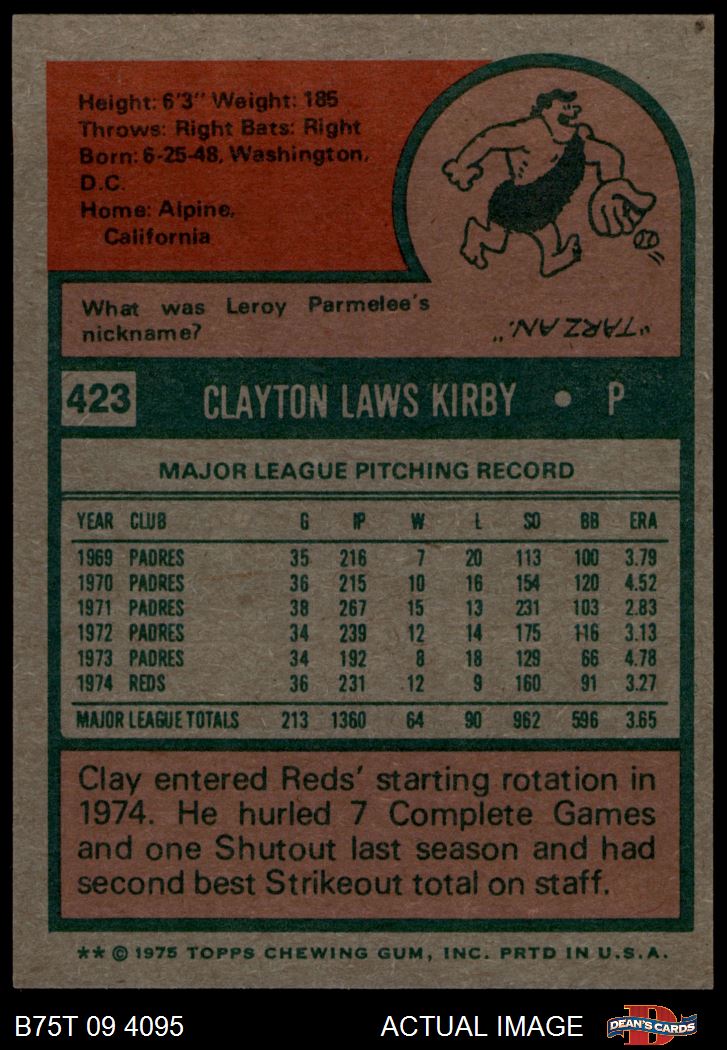 Height: 6'3" Weight: 185
Throws: Right Bats: Right
Born: 6-25-48, Washington,
D.C.
Home: Alpine,
California
What was Leroy Parmelee's
nickname?
"TARZAN."
423 CLAYTON LAWS KIRBY • P
MAJOR LEAGUE PITCHING RECORD
YEAR CLUB G IP W L SO BB ERA
1969 PADRES 35 216 7 20 113 100 3.79
1970 PADRES 36 215 10 16 154 120 4.52
1971 PADRES 38 267 15 13 231 103 2.83
1972 PADRES 34 239 12 14 175 116 3.13
1973 PADRES 34 192 8 18 129 66 4.78
1974 REDS 36 231 12 9 160 91 3.27
MAJOR LEAGUE TOTALS 213 1360 64 90 962 596 3.65
Clay entered Reds' starting rotation in
1974. He hurled 7 Complete Games
and one Shutout last season and had
second best Strikeout total on staff.
** © 1975 TOPPS CHEWING GUM, INC. PRTD IN U.S.A.
B75T 09 4095 ACTUAL IMAGE D DEAN'S CARDS